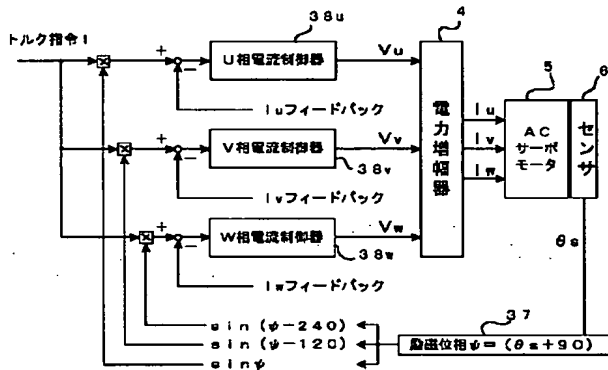 38u
4
トルク指令I
+
U相電流制御器
Vu
5
6
−
Iu
Iuフィードバック
電力増幅器
ACサーボモータ
センサ
+
V相電流制御器
Vv
Iv
−
38v
Iw
Ivフィードバック
Vw
+
W相電流制御器
−
38w
θs
Iwフィードバック
37
sin(ψ−240)
sin(ψ−120)
励磁位相ψ=(θs+90)
sinψ